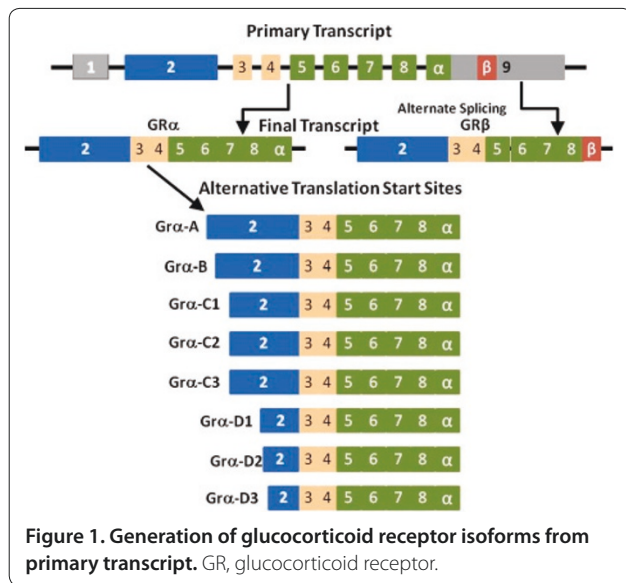 Primary Transcript
1 2 3 4 5 6 7 8 α β 9
Alternate Splicing
GRα Final Transcript GRβ
2 3 4 5 6 7 8 α 2 3 4 5 6 7 8 β
Alternative Translation Start Sites
Grα-A 2 3 4 5 6 7 8 α
Grα-B 2 3 4 5 6 7 8 α
Grα-C1 2 3 4 5 6 7 8 α
Grα-C2 2 3 4 5 6 7 8 α
Grα-C3 2 3 4 5 6 7 8 α
Grα-D1 2 3 4 5 6 7 8 α
Grα-D2 2 3 4 5 6 7 8 α
Grα-D3 2 3 4 5 6 7 8 α
Figure 1. Generation of glucocorticoid receptor isoforms from
primary transcript. GR, glucocorticoid receptor.